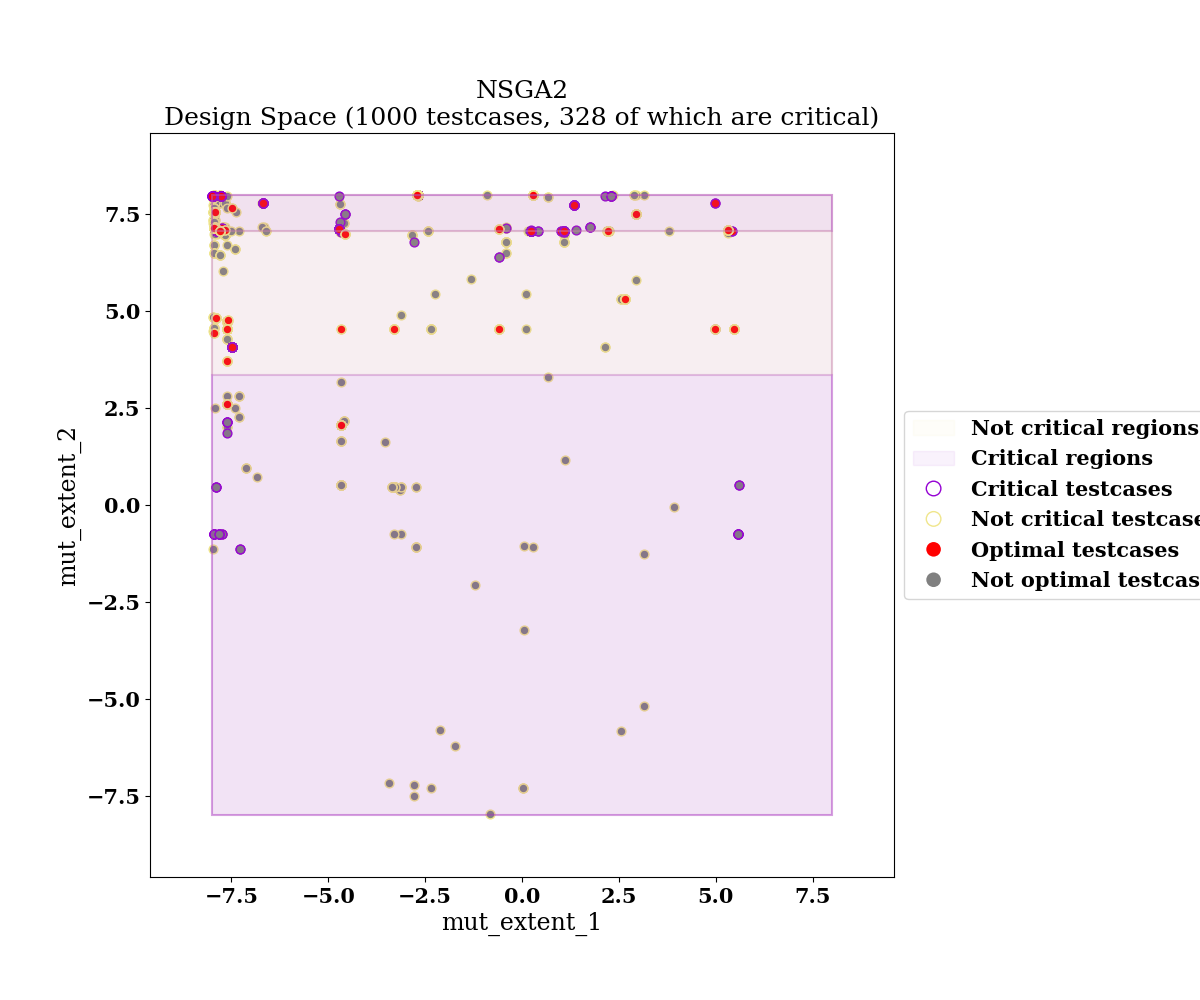 NSGA2
Design Space (1000 testcases, 328 of which are critical)
7.5
5.0
2.5
0.0
−2.5
−5.0
−7.5
mut_extent_2
−7.5 −5.0 −2.5 0.0 2.5 5.0 7.5
mut_extent_1
Not critical regions
Critical regions
Critical testcases
Not critical testcase
Optimal testcases
Not optimal testcas